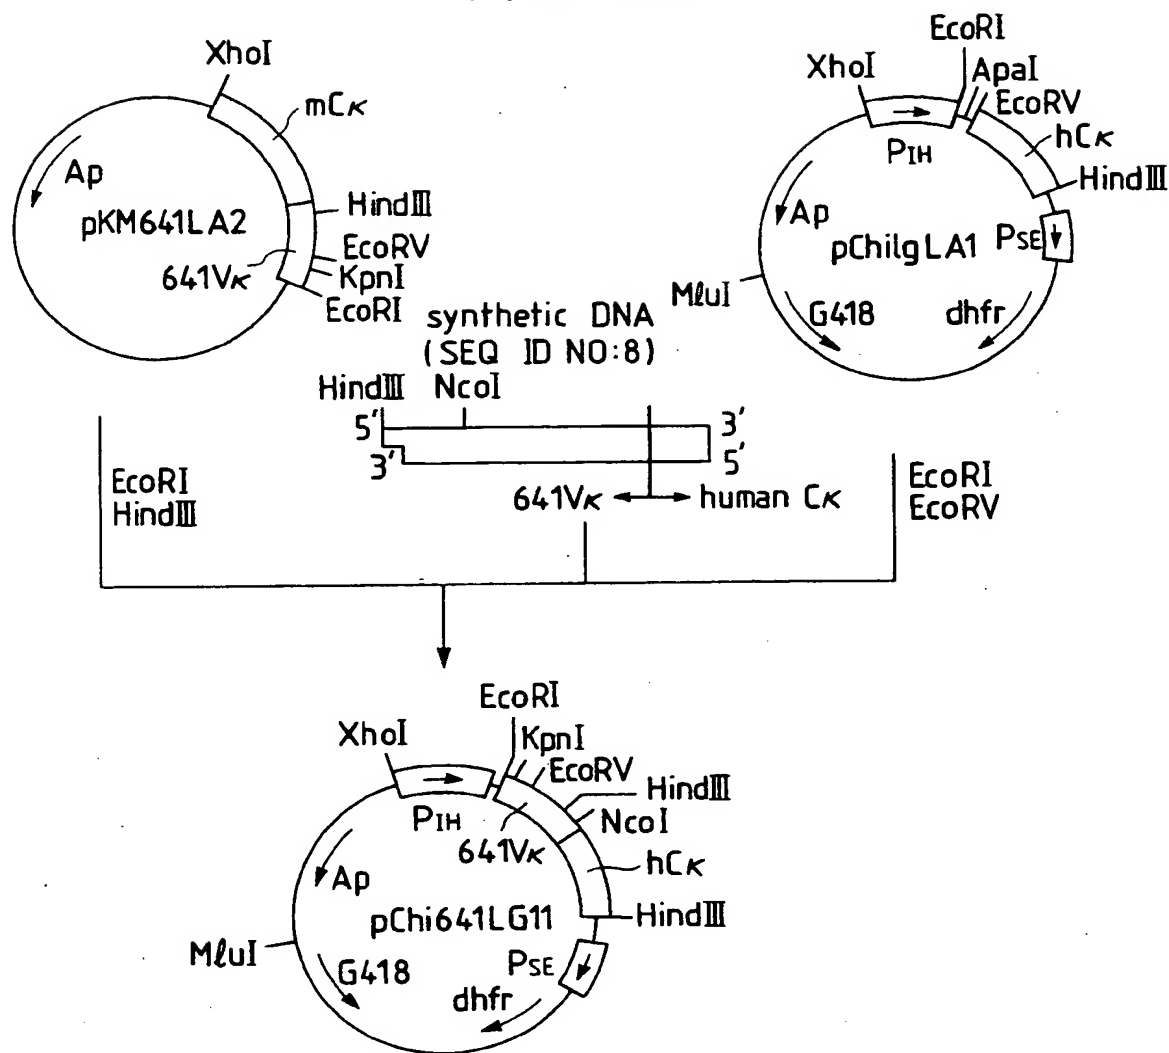 XhoI
mCκ
Ap
pKM641LA2
HindIII
EcoRV
641Vκ
KpnI
EcoRI
EcoRI
XhoI
ApaI
EcoRV
PIH
hCκ
HindIII
Ap
pChiIgLA1
PSE
MluI
G418
dhfr
synthetic DNA
(SEQ ID NO:8)
HindIII NcoI
5' 3'
3' 5'
641Vκ human Cκ
EcoRI
HindIII
EcoRI
EcoRV
EcoRI
XhoI
KpnI
EcoRV
HindIII
PIH
NcoI
641Vκ
hCκ
Ap
HindIII
pChi641LG11
MluI
PSE
G418
dhfr